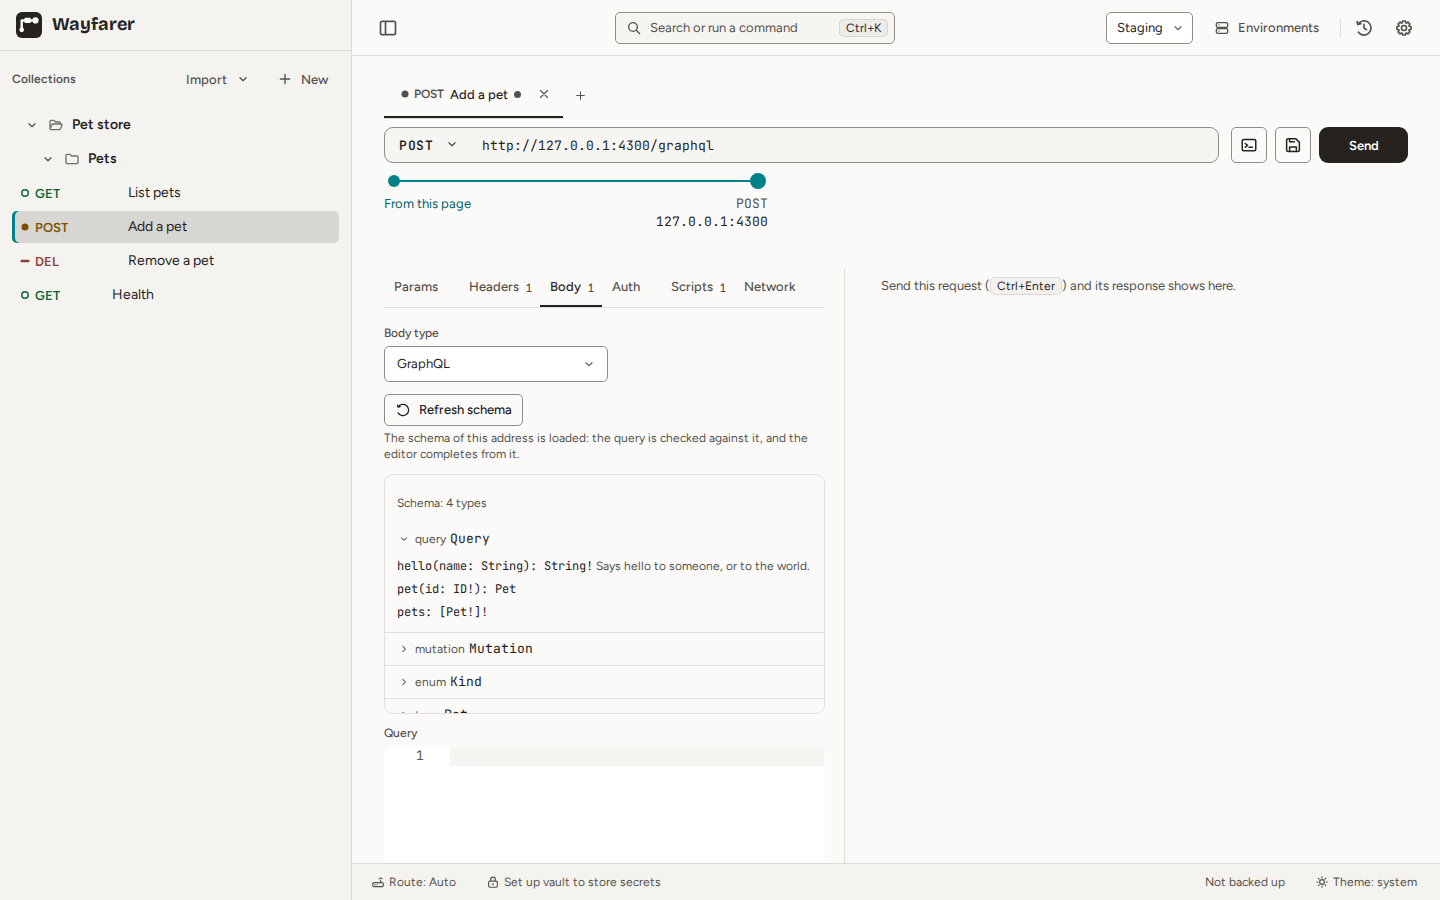 Wayfarer
Search or run a command Ctrl+K
Staging
Environments
Collections
Import
New
POST Add a pet
Pet store
Pets
GET List pets
POST Add a pet
DEL Remove a pet
GET Health
POST http://127.0.0.1:4300/graphql
Send
From this page
POST
127.0.0.1:4300
Params Headers 1 Body 1 Auth Scripts 1 Network
Send this request (Ctrl+Enter) and its response shows here.
Body type
GraphQL
Refresh schema
The schema of this address is loaded: the query is checked against it, and the
editor completes from it.
Schema: 4 types
query Query
hello(name: String): String! Says hello to someone, or to the world.
pet(id: ID!): Pet
pets: [Pet!]!
mutation Mutation
enum Kind
Query
1
Route: Auto
Set up vault to store secrets
Not backed up
Theme: system